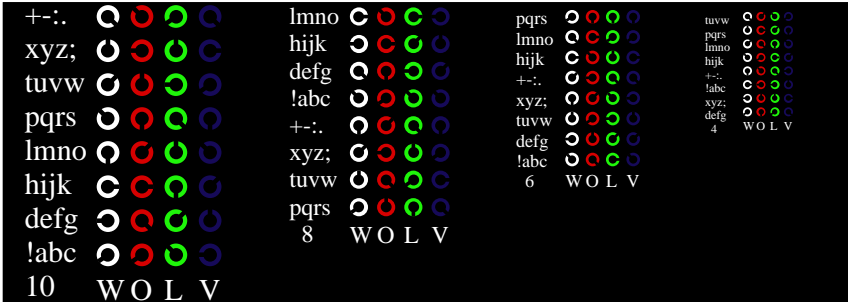 +-:.
xyz;
tuvw
pqrs
lmno
hijk
defg
!abc
10 W O L V
lmno
hijk
defg
!abc
+-:.
xyz;
tuvw
pqrs
8 W O L V
pqrs
lmno
hijk
+-:.
xyz;
tuvw
defg
!abc
6 W O L V
tuvw
pqrs
lmno
hijk
+-:.
!abc
xyz;
defg
4 W O L V